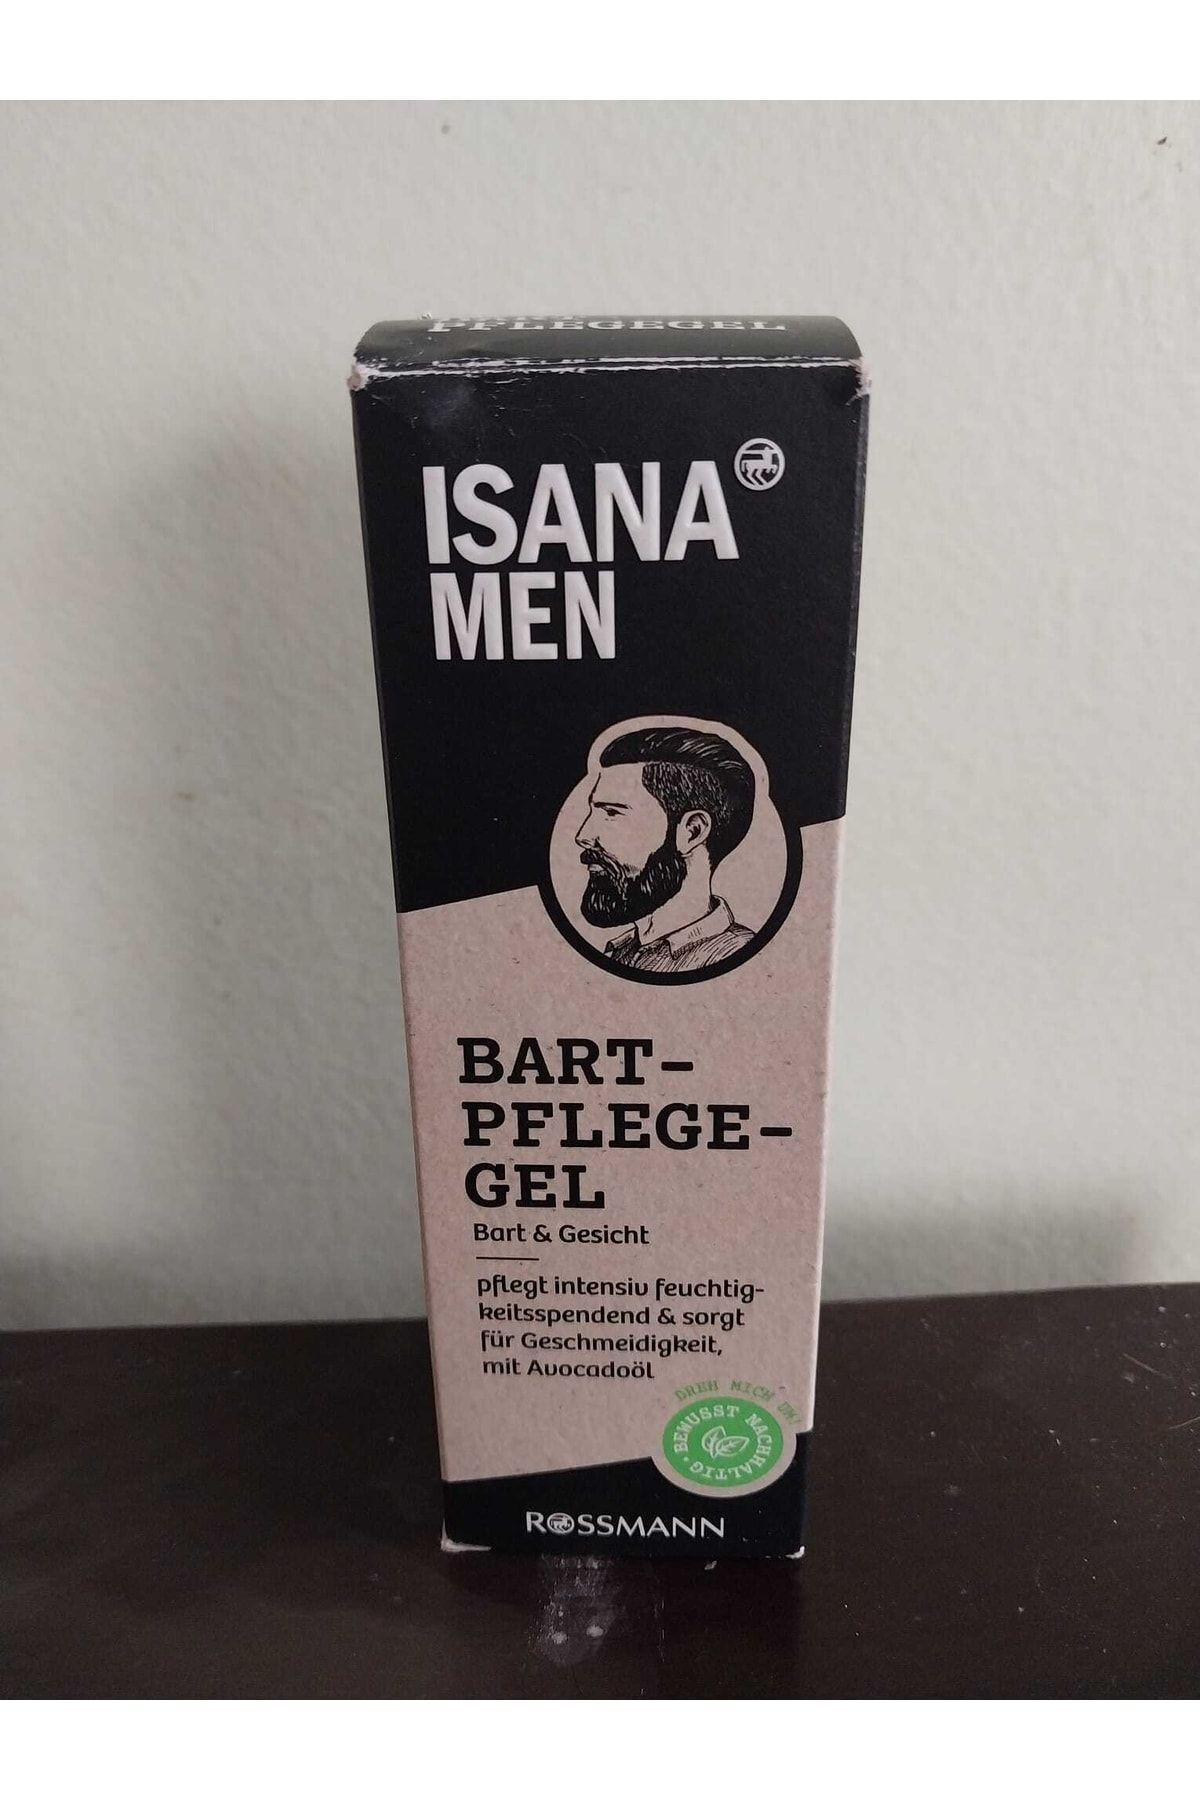 PFLEGEGEL
ISANA
MEN
BART-
PFLEGE-
GEL
Bart & Gesicht
pflegt intensiv feuchtig-
keitsspendend & sorgt
für Geschmeidigkeit,
mit Avocadoöl
DREH MICH UM!
BEWUSST NACHHALTIG
ROSSMANN